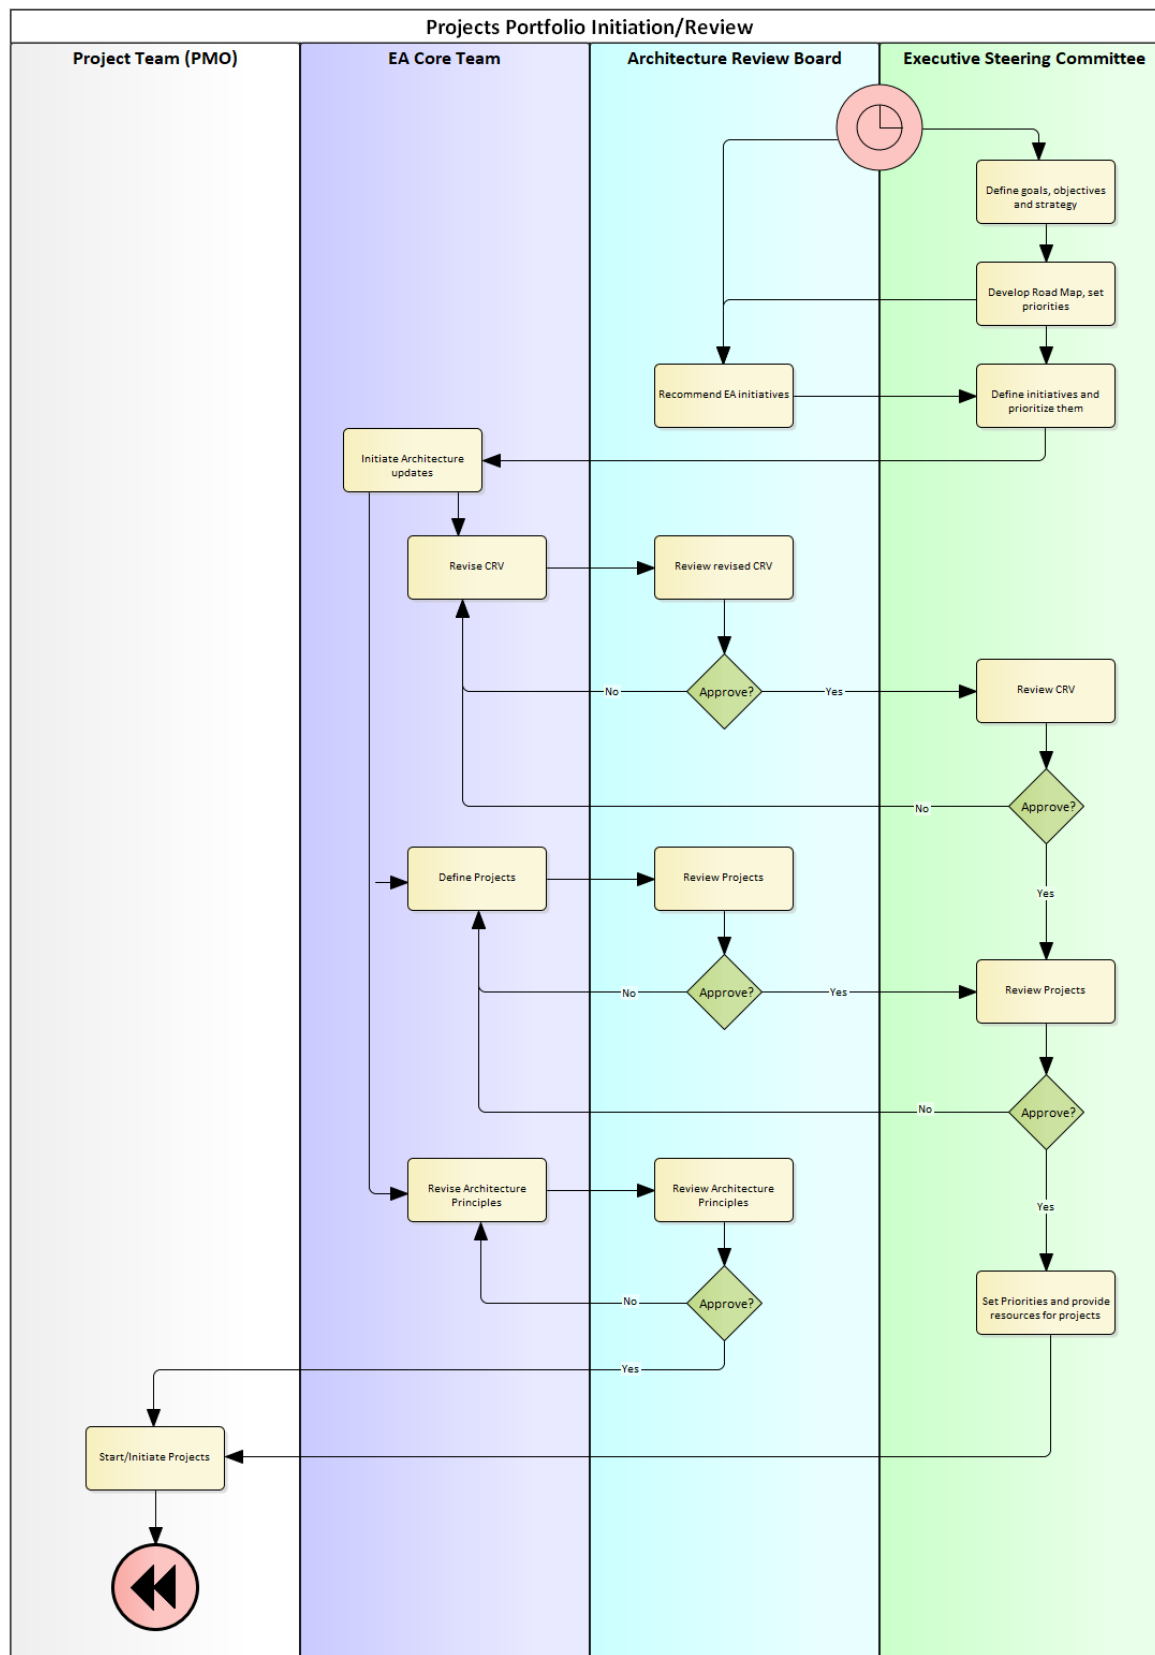 Projects Portfolio Initiation/Review
Project Team (PMO)
EA Core Team
Architecture Review Board
Executive Steering Committee
Define goals, objectives
and strategy
Develop Road Map, set
priorities
Recommend EA initiatives
Define initiatives and
prioritize them
Initiate Architecture
updates
Revise CRV
Review revised CRV
No
Approve?
Yes
Review CRV
No
Approve?
Define Projects
Review Projects
Yes
No
Approve?
Yes
Review Projects
No
Approve?
Revise Architecture
Principles
Review Architecture
Principles
Yes
No
Approve?
Set Priorities and provide
resources for projects
Yes
Start/Initiate Projects